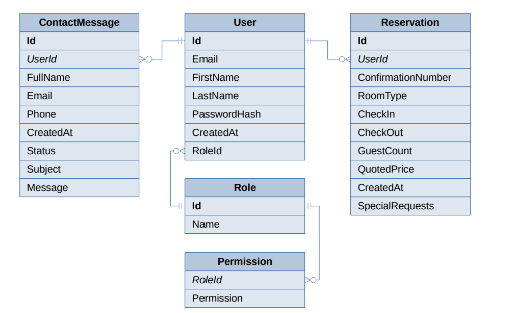 ContactMessage
Id
UserId
FullName
Email
Phone
CreatedAt
Status
Subject
Message
User
Id
Email
FirstName
LastName
PasswordHash
CreatedAt
RoleId
Role
Id
Name
Permission
RoleId
Permission
Reservation
Id
UserId
ConfirmationNumber
RoomType
CheckIn
CheckOut
GuestCount
QuotedPrice
CreatedAt
SpecialRequests